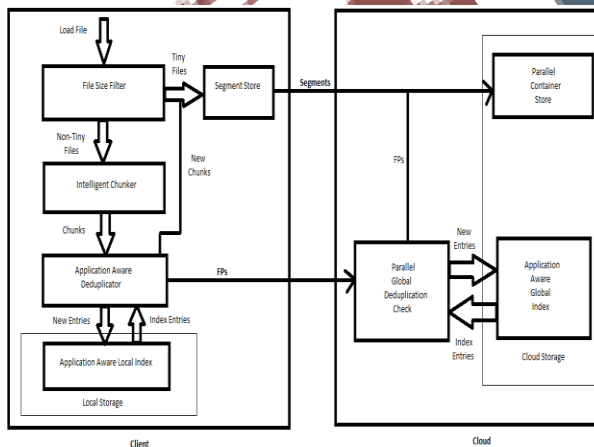 Load File
File Size Filter
Tiny
Files
Segment Store
Segments
Parallel
Container
Store
Non-Tiny
Files
New
Chunks
FPs
Intelligent Chunker
Chunks
Application Aware
Deduplicator
FPs
Parallel
Global
Deduplication
Check
New
Entries
Application
Aware
Global
Index
Index
Entries
Cloud Storage
New Entries
Index Entries
Application Aware Local Index
Local Storage
Client
Cloud